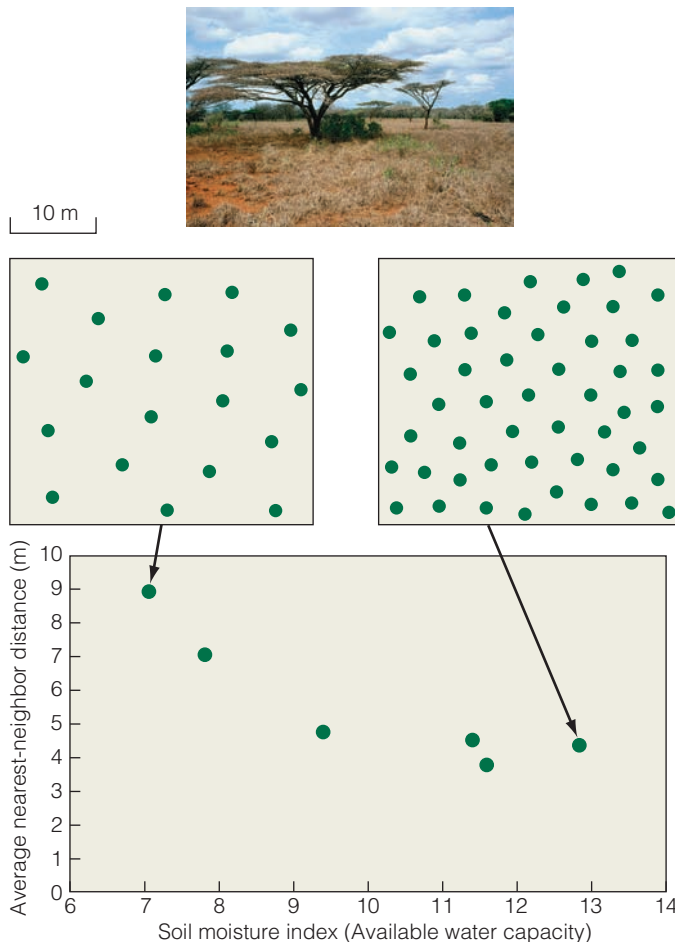 10 m
Average nearest-neighbor distance (m)
10
9
8
7
6
5
4
3
2
1
0
6 7 8 9 10 11 12 13 14
Soil moisture index (Available water capacity)